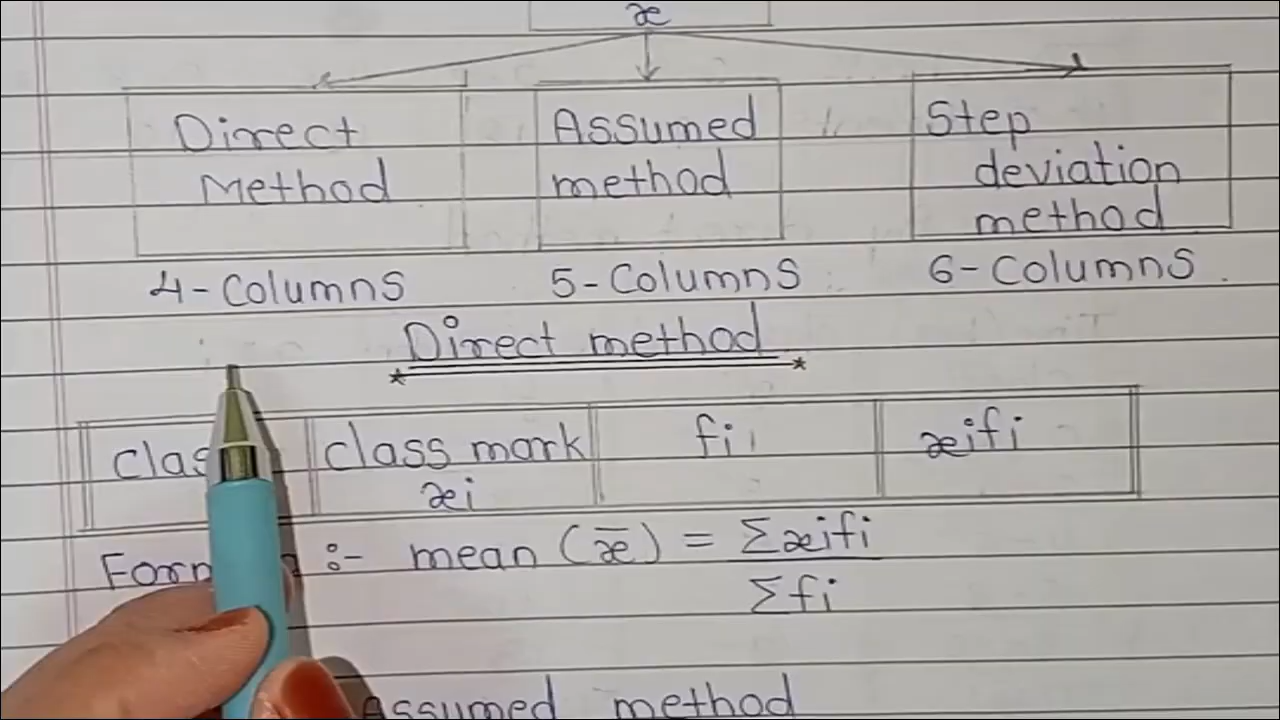 x
Direct Method
Assumed method
Step deviation method
4-Columns
5-Columns
6-Columns
Direct method
class mark xi
fi
xifi
:- mean (x̄) = Σxifi / Σfi
Assumed method